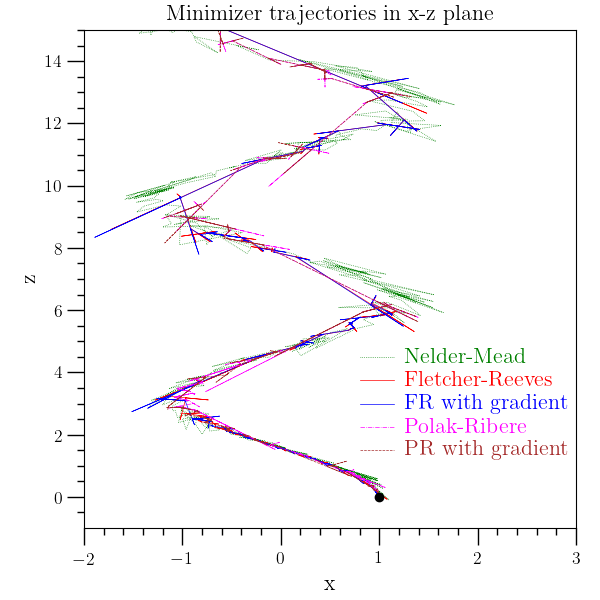 Minimizer trajectories in x-z plane
14
12
10
8
6
4
2
0
z
Nelder-Mead
Fletcher-Reeves
FR with gradient
Polak-Ribere
PR with gradient
−2 −1 0 1 2 3
x